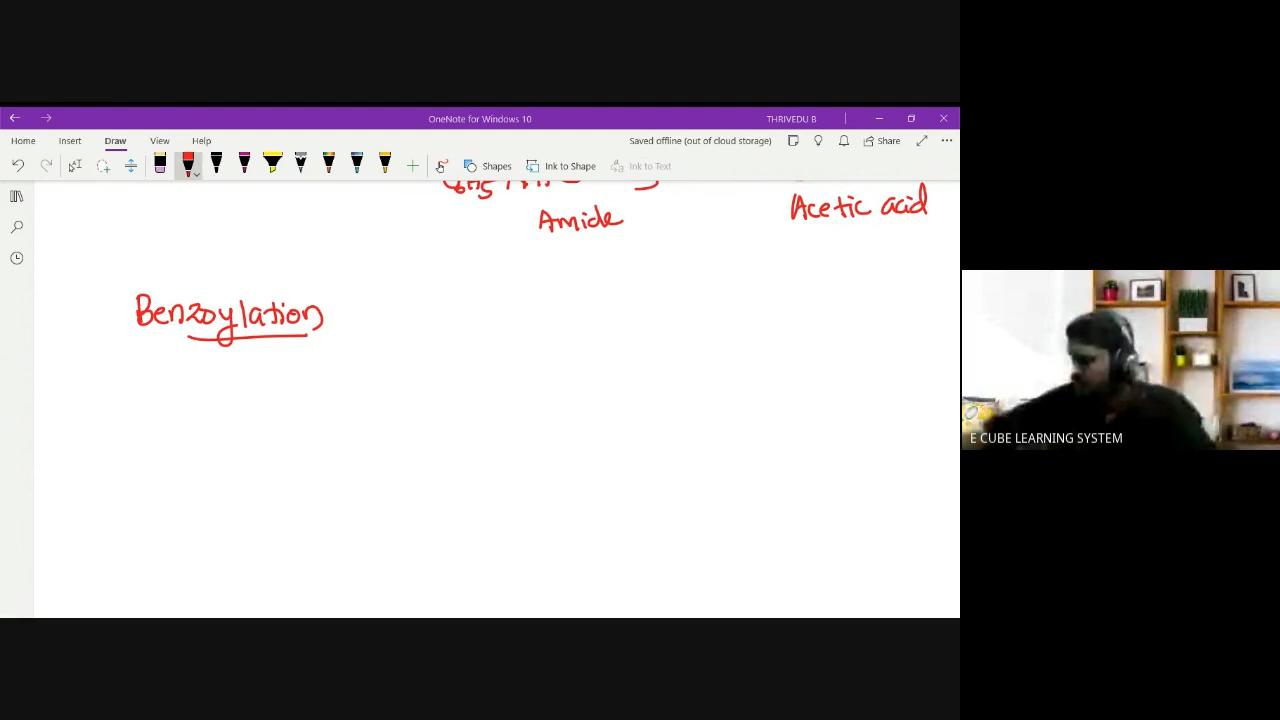 OneNote for Windows 10
THRIVEDU B
Home Insert Draw View Help
Saved offline (out of cloud storage)
Share
Shapes
Ink to Shape
Ink to Text
Amide
Acetic acid
Benzoylation
E CUBE LEARNING SYSTEM